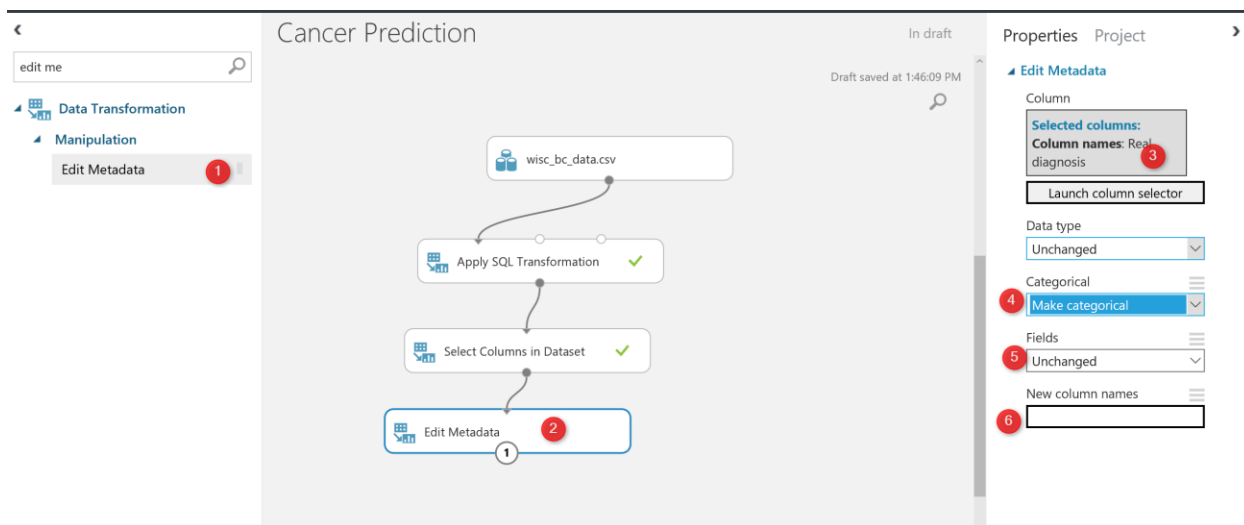 Cancer Prediction
In draft
Properties Project
edit me
Draft saved at 1:46:09 PM
Edit Metadata
Data Transformation
Manipulation
Edit Metadata
1
wisc_bc_data.csv
Apply SQL Transformation
Select Columns in Dataset
Edit Metadata
2
1
Column
Selected columns:
Column names: Real
diagnosis
3
Launch column selector
Data type
Unchanged
Categorical
4
Make categorical
Fields
5
Unchanged
New column names
6